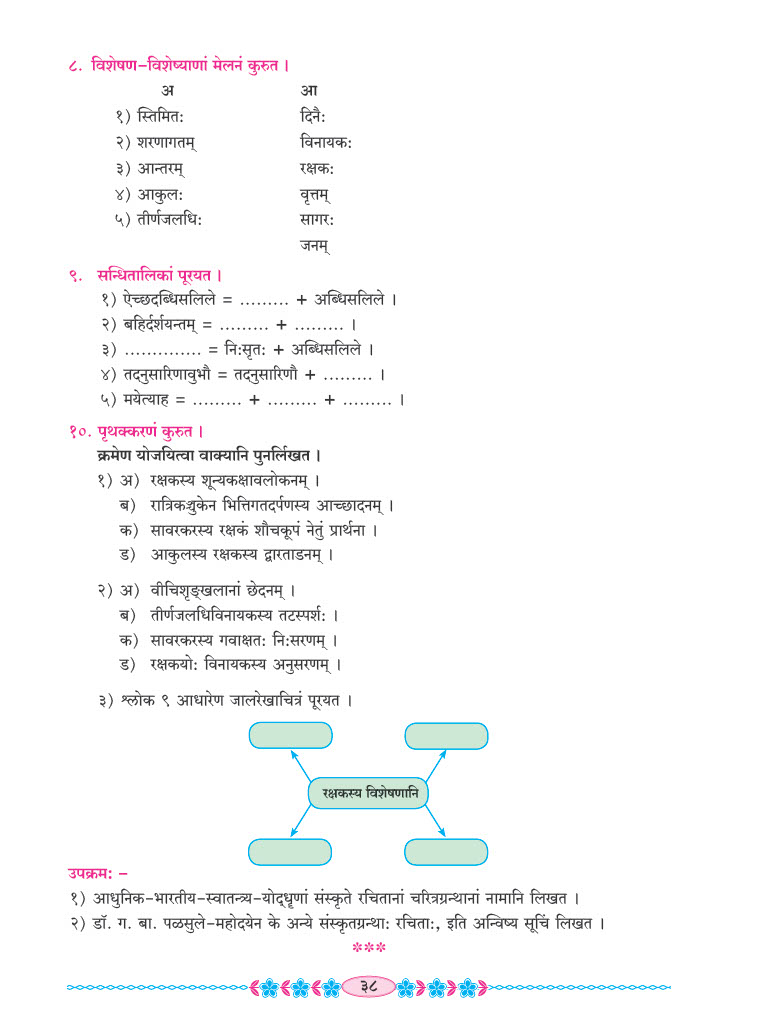 ८. विशेषण-विशेष्याणां मेलनं कुरुत ।
अ आ
१) स्तिमितः दिनैः
२) शरणागतम् विनायकः
३) आन्तरम् रक्षकः
४) आकुलः वृत्तम्
५) तीर्णजलधिः सागरः
जनम्
९. सन्धितालिकां पूरयत ।
१) ऐच्छदब्धिसलिले = ......... + अब्धिसलिले ।
२) बहिर्दर्शयन्तम् = ......... + ......... ।
३) .............. = निःसृतः + अब्धिसलिले ।
४) तदनुसारिणावुभौ = तदनुसारिणौ + ......... ।
५) मयेत्याह = ......... + ......... + ......... ।
१०. पृथक्करणं कुरुत ।
क्रमेण योजयित्वा वाक्यानि पुनर्लिखत ।
१) अ) रक्षकस्य शून्यकक्षावलोकनम् ।
ब) रात्रिकञ्चुकेन भित्तिगतदर्पणस्य आच्छादनम् ।
क) सावरकरस्य रक्षकं शौचकूपं नेतुं प्रार्थना ।
ड) आकुलस्य रक्षकस्य द्वारताडनम् ।
२) अ) वीचिशृङ्खलानां छेदनम् ।
ब) तीर्णजलधिविनायकस्य तटस्पर्शः ।
क) सावरकरस्य गवाक्षतः निःसरणम् ।
ड) रक्षकयोः विनायकस्य अनुसरणम् ।
३) श्लोक ९ आधारेण जालरेखाचित्रं पूरयत ।
रक्षकस्य विशेषणानि
उपक्रमः -
१) आधुनिक-भारतीय-स्वातन्त्र्य-योद्धॄणां संस्कृते रचितानां चरित्रग्रन्थानां नामानि लिखत ।
२) डॉ. ग. बा. पळसुले-महोदयेन के अन्ये संस्कृतग्रन्थाः रचिताः, इति अन्विष्य सूचिं लिखत ।
***
३८